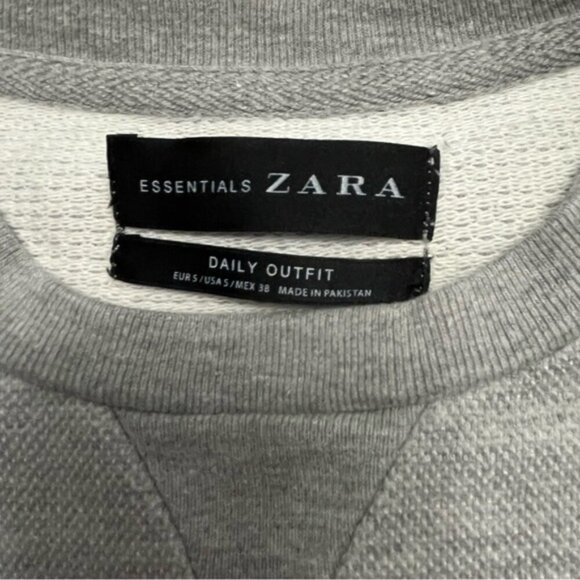 ESSENTIALS ZARA
DAILY OUTFIT
EUR S / USA S / MEX 38 MADE IN PAKISTAN